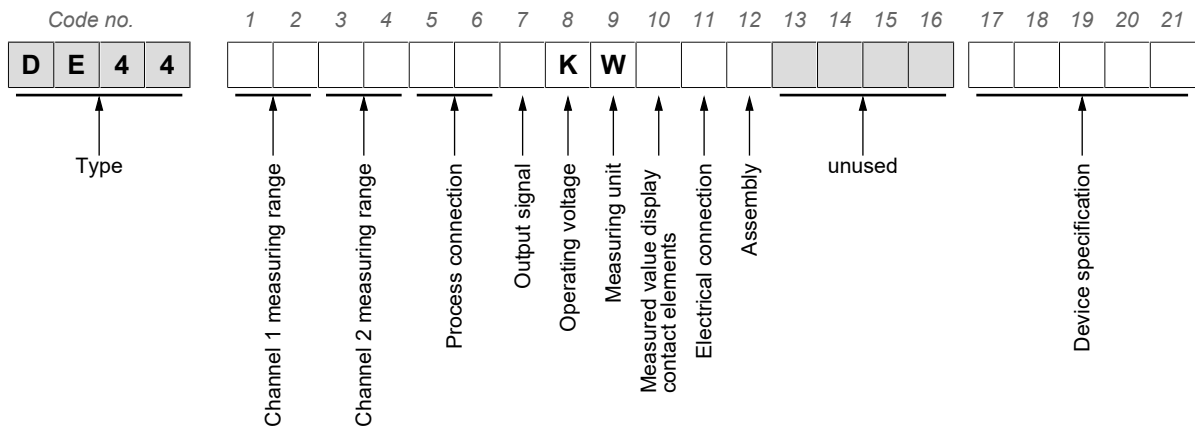 Code no. 1 2 3 4 5 6 7 8 9 10 11 12 13 14 15 16 17 18 19 20 21
D E 4 4 K W
Type
Channel 1 measuring range
Channel 2 measuring range
Process connection
Output signal
Operating voltage
Measuring unit
Measured value display
contact elements
Electrical connection
Assembly
unused
Device specification